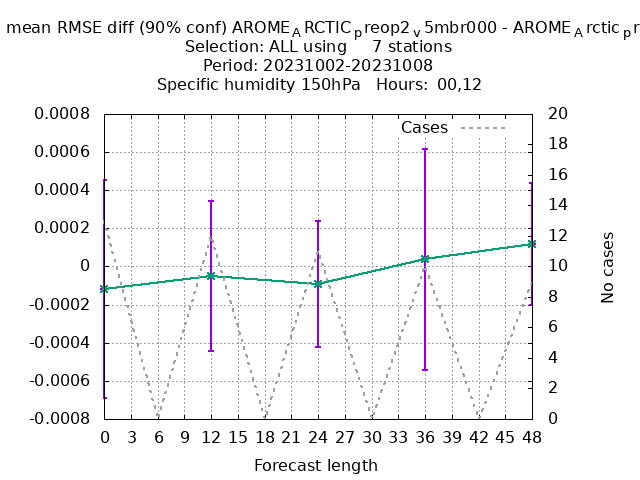 mean RMSE diff (90% conf) AROME_ARCTIC_preop2_v5mbr000 - AROME_Arctic_pr
Selection: ALL using 7 stations
Period: 20231002-20231008
Specific humidity 150hPa Hours: 00,12
Cases
0.0008
0.0006
0.0004
0.0002
0
-0.0002
-0.0004
-0.0006
-0.0008
20
18
16
14
12
10
8
6
4
2
0
No cases
0 3 6 9 12 15 18 21 24 27 30 33 36 39 42 45 48
Forecast length